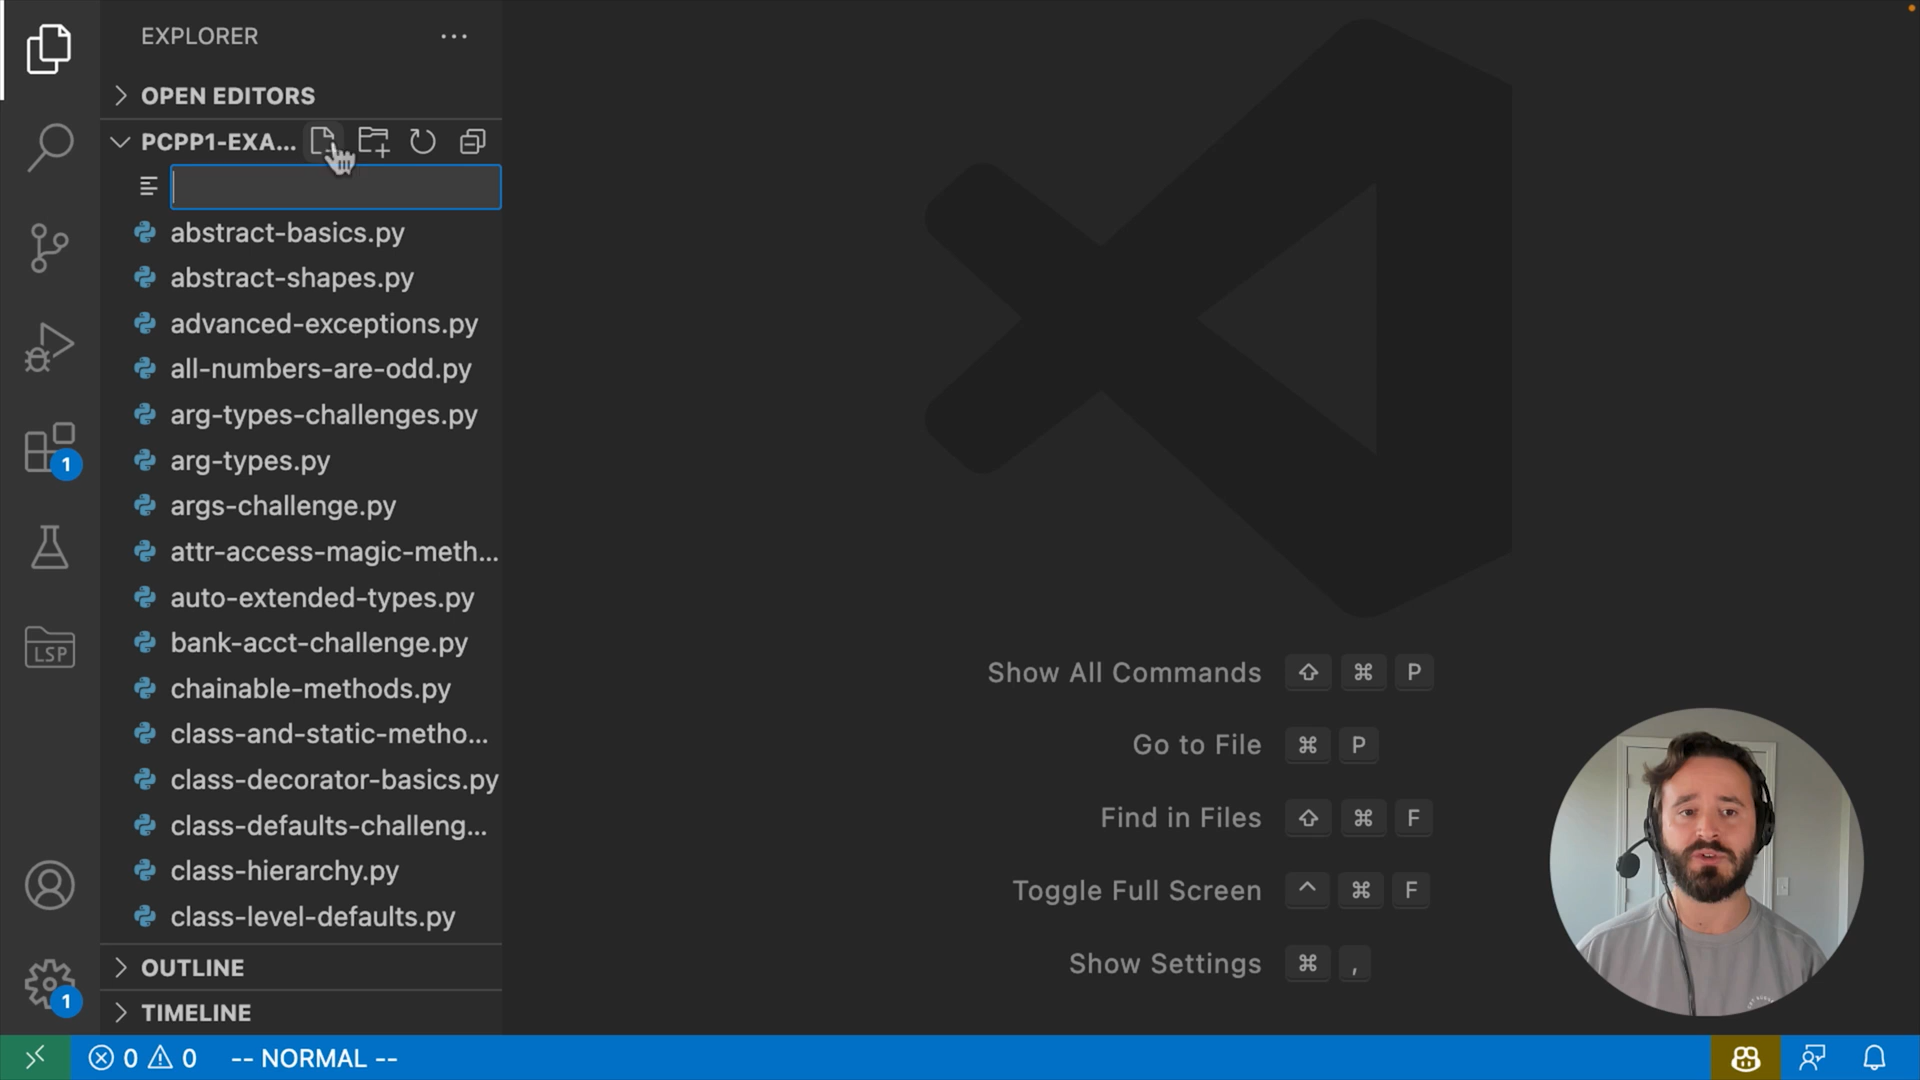 EXPLORER
OPEN EDITORS
PCPP1-EXA...
abstract-basics.py
abstract-shapes.py
advanced-exceptions.py
all-numbers-are-odd.py
arg-types-challenges.py
arg-types.py
args-challenge.py
attr-access-magic-meth...
auto-extended-types.py
bank-acct-challenge.py
chainable-methods.py
class-and-static-metho...
class-decorator-basics.py
class-defaults-challeng...
class-hierarchy.py
class-level-defaults.py
OUTLINE
TIMELINE
1
LSP
1
Show All Commands ⇧ ⌘ P
Go to File ⌘ P
Find in Files ⇧ ⌘ F
Toggle Full Screen ^ ⌘ F
Show Settings ⌘ ,
0 0 -- NORMAL --